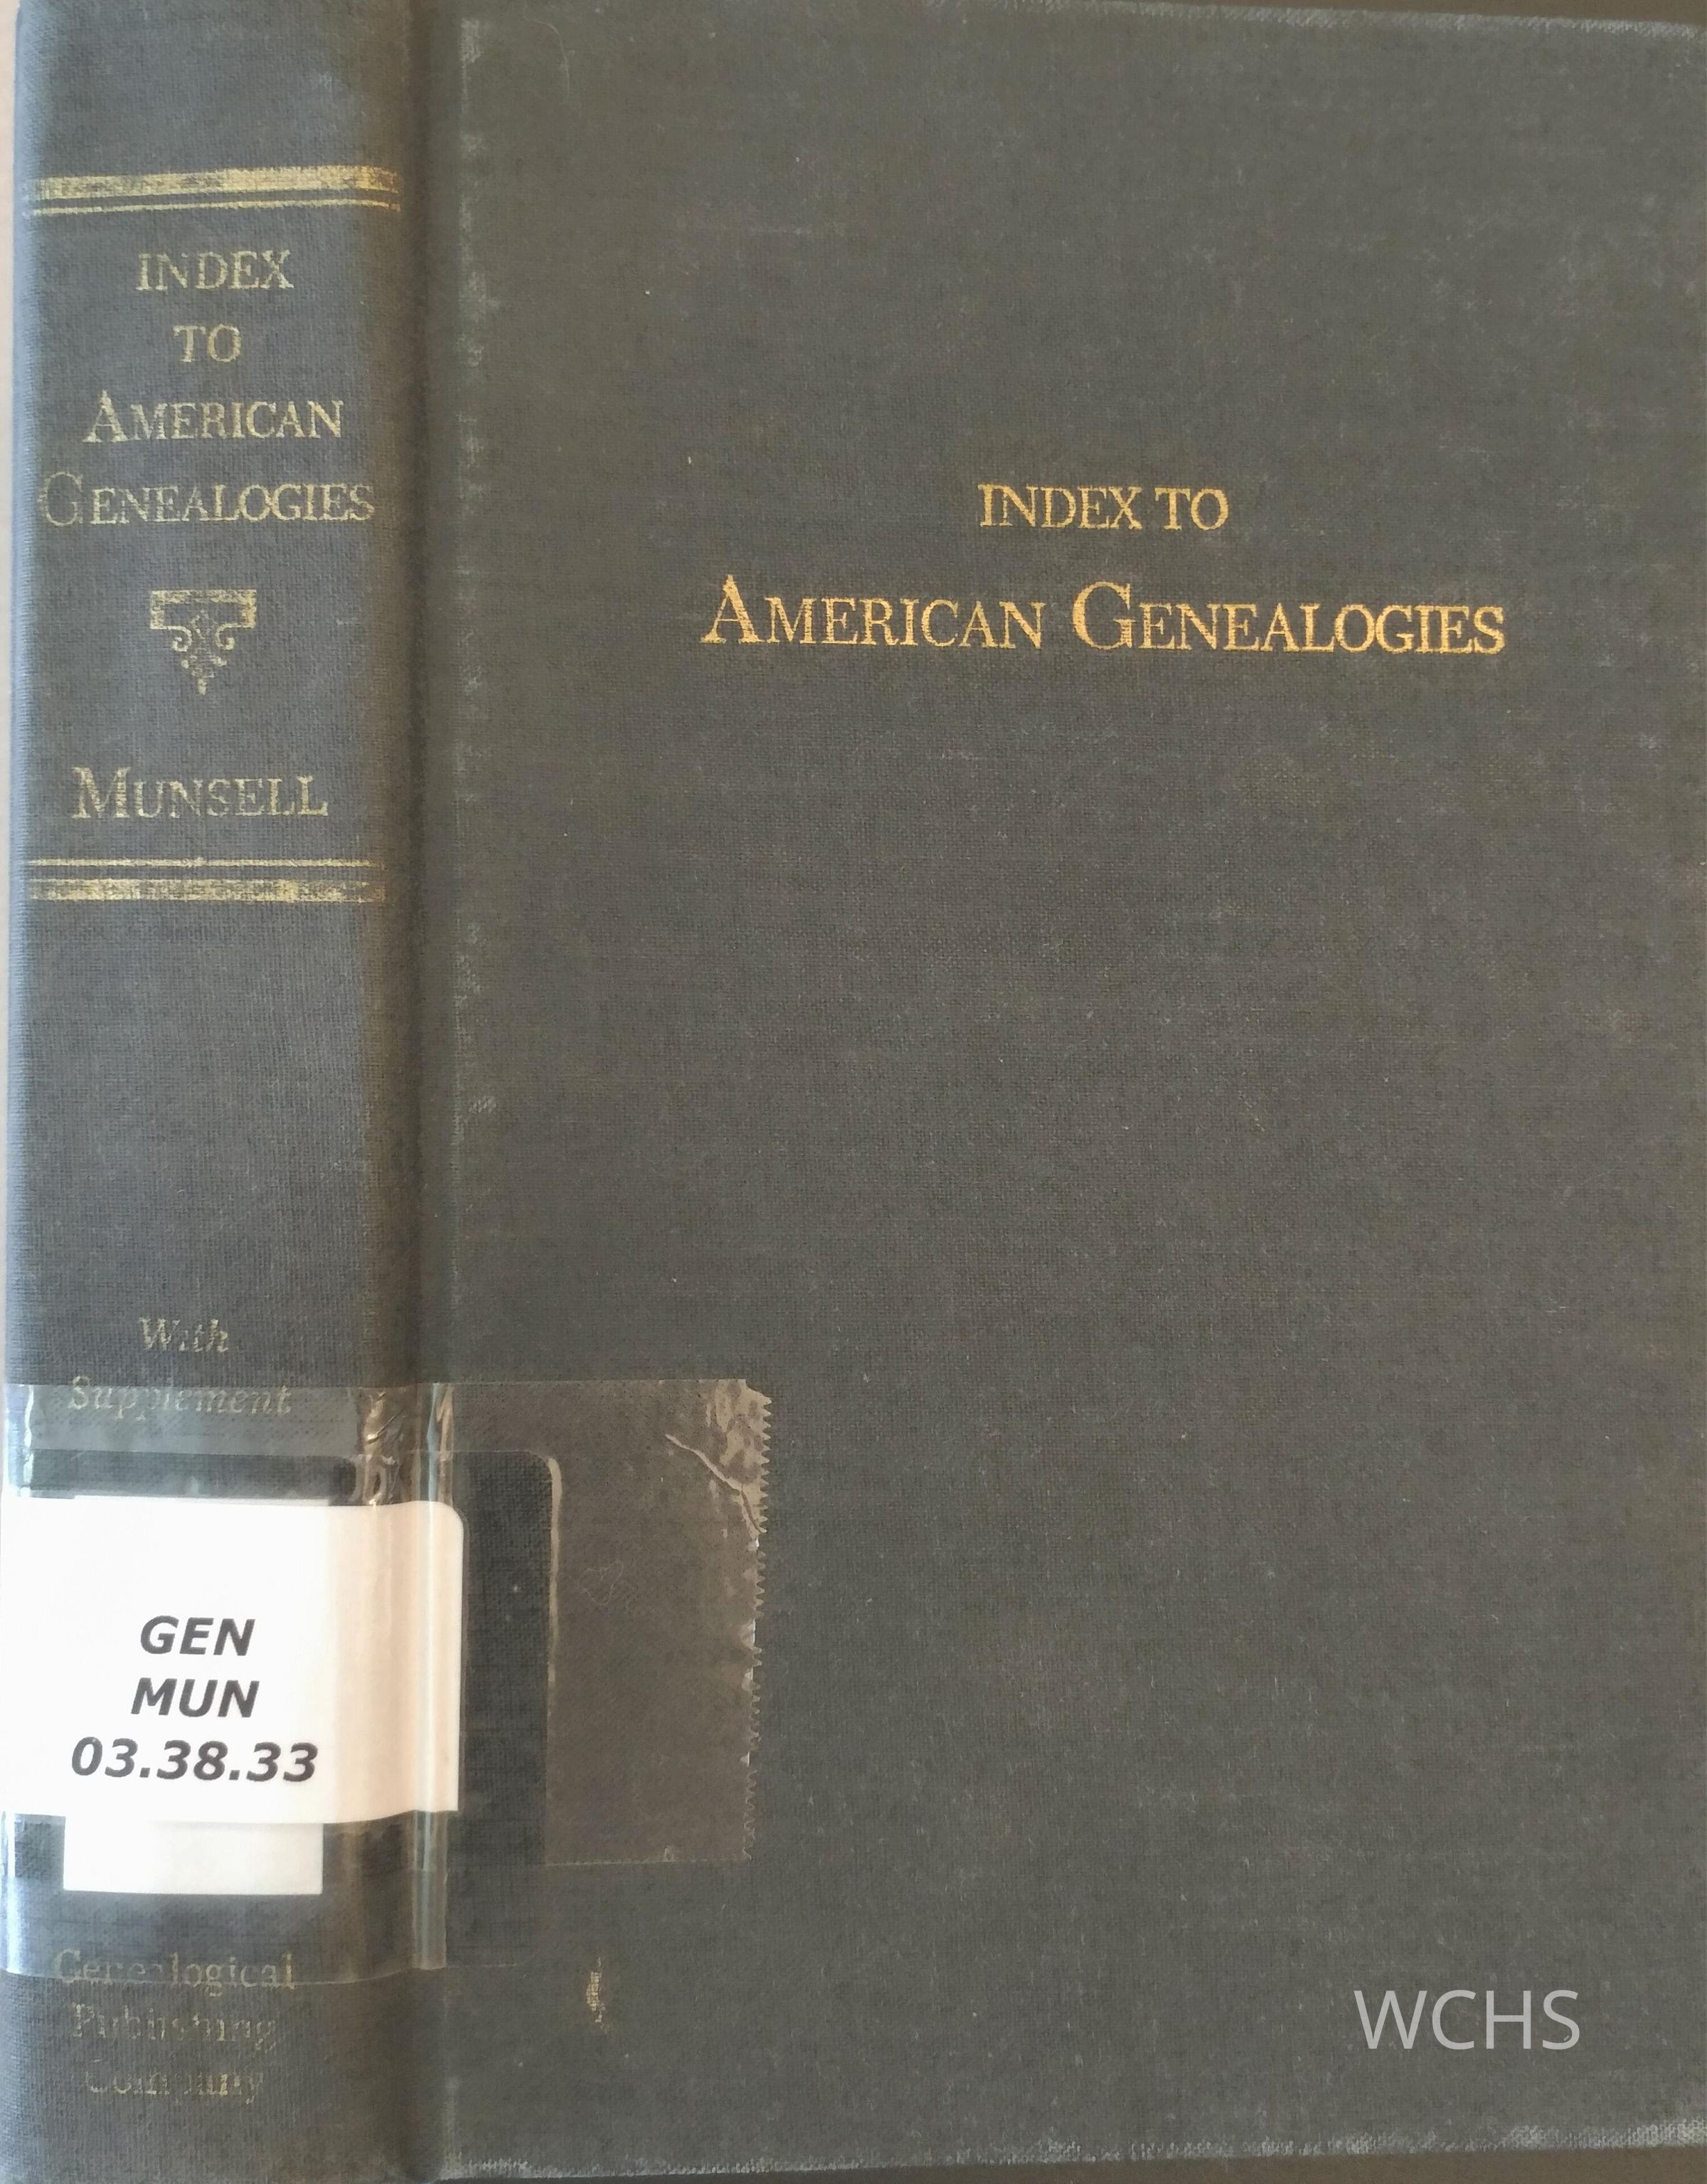 INDEX
TO
AMERICAN
GENEALOGIES
MUNSELL
With
Supplement
GEN
MUN
03.38.33
Genealogical
Publishing
Company
INDEX TO
AMERICAN GENEALOGIES
WCHS